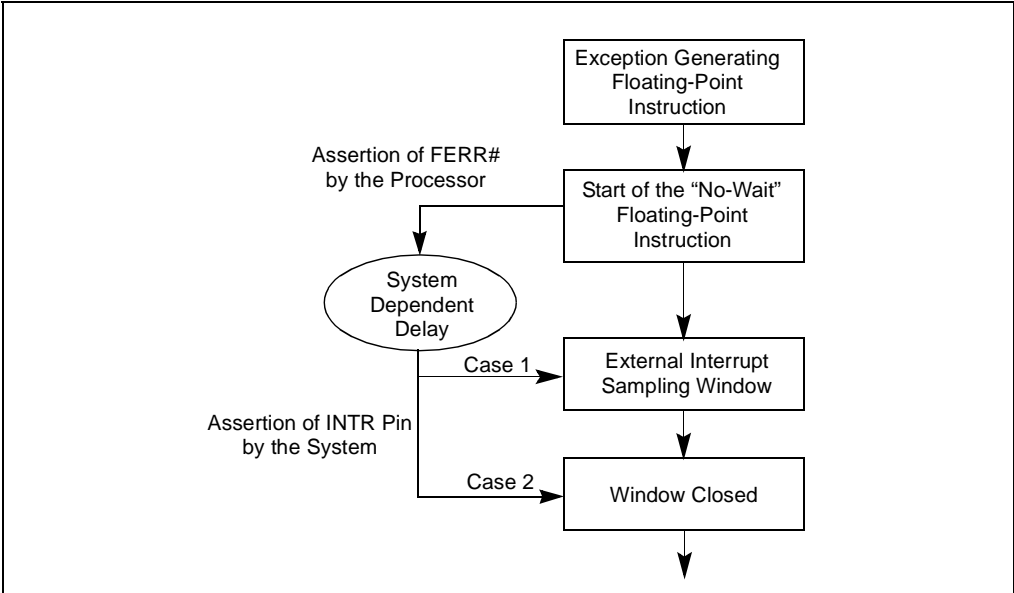 Exception Generating
Floating-Point
Instruction
Assertion of FERR#
by the Processor
Start of the “No-Wait”
Floating-Point
Instruction
System
Dependent
Delay
Case 1
External Interrupt
Sampling Window
Assertion of INTR Pin
by the System
Case 2
Window Closed